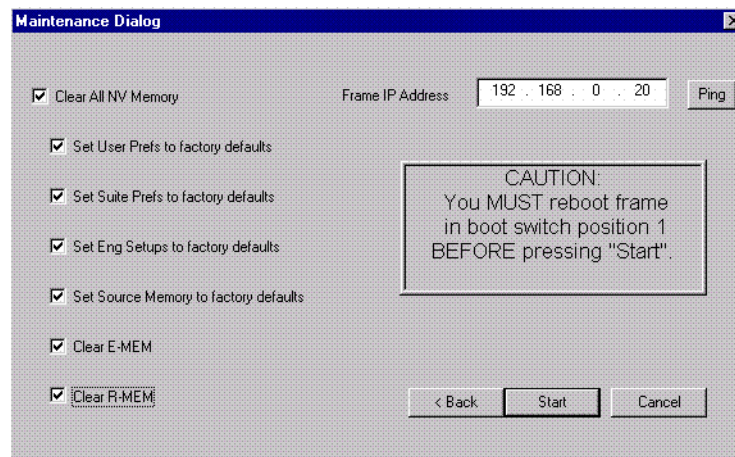 Maintenance Dialog
Clear All NV Memory
Frame IP Address
192 . 168 . 0 . 20
Ping
Set User Prefs to factory defaults
Set Suite Prefs to factory defaults
Set Eng Setups to factory defaults
Set Source Memory to factory defaults
Clear E-MEM
Clear R-MEM
CAUTION:
You MUST reboot frame
in boot switch position 1
BEFORE pressing "Start".
< Back
Start
Cancel